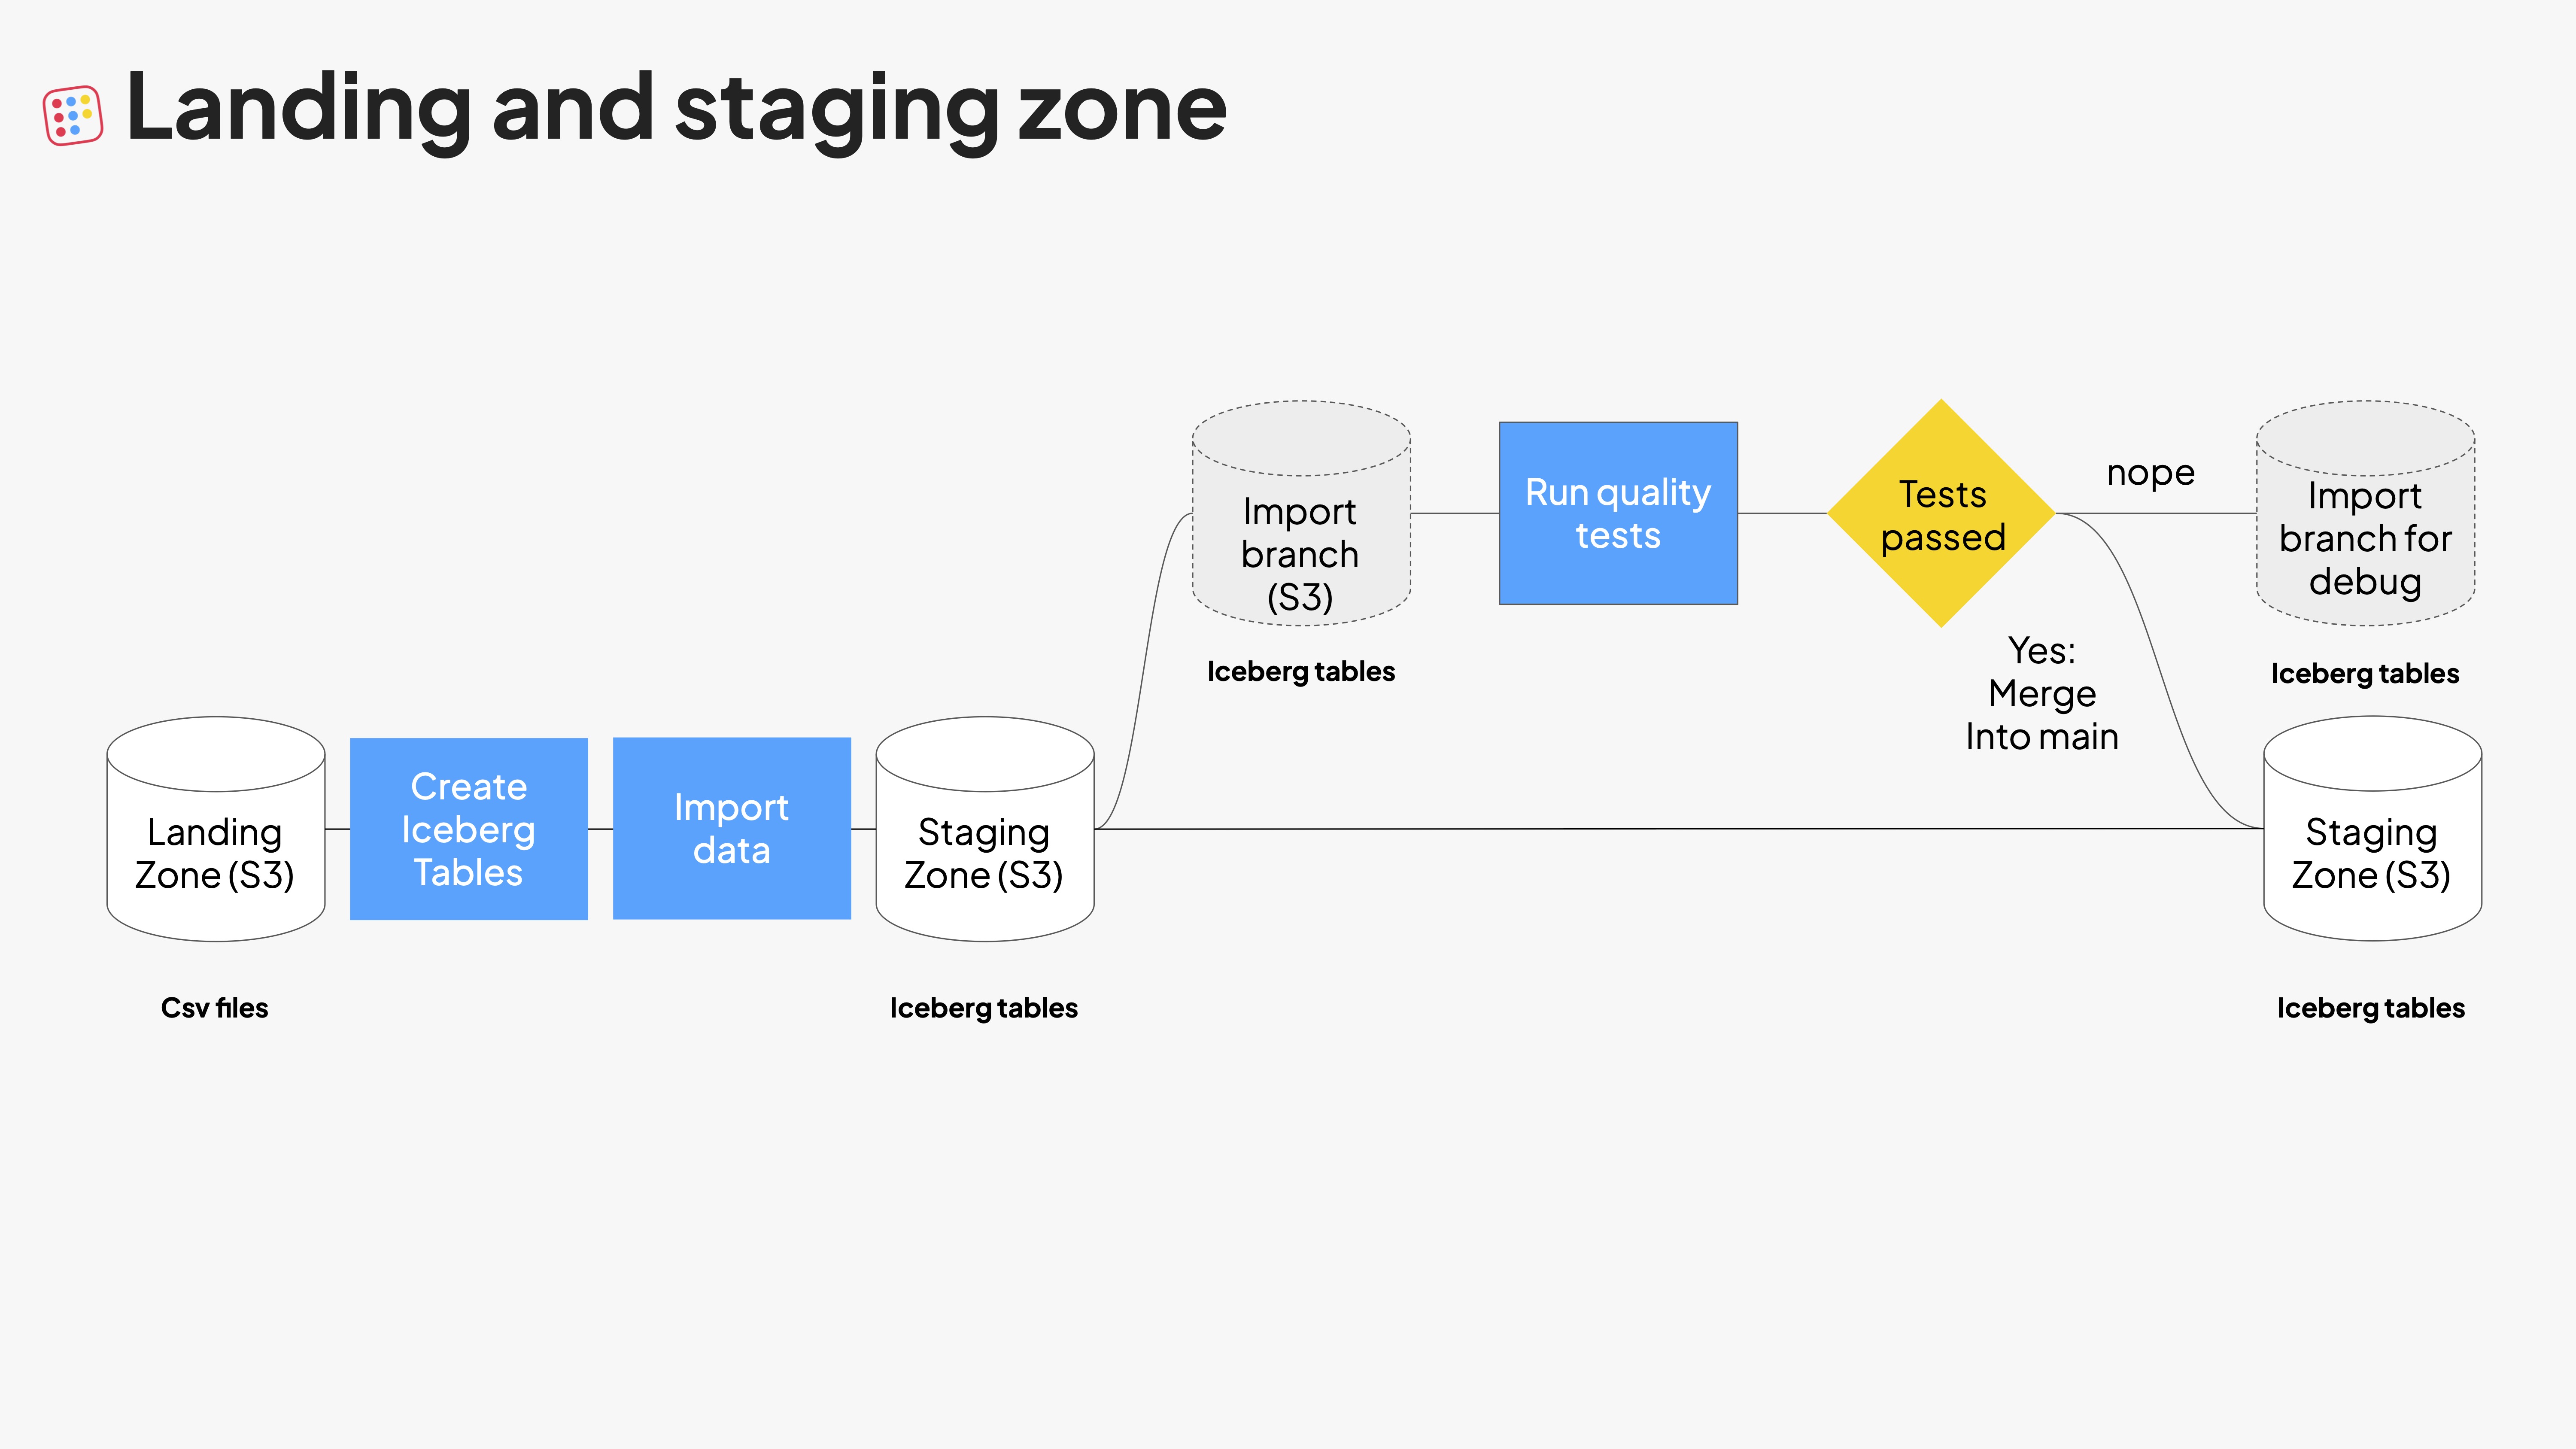 Landing and staging zone
Import
branch
(S3)
Iceberg tables
Run quality
tests
Tests
passed
nope
Yes:
Merge
Into main
Import
branch for
debug
Iceberg tables
Landing
Zone (S3)
Csv files
Create
Iceberg
Tables
Import
data
Staging
Zone (S3)
Iceberg tables
Staging
Zone (S3)
Iceberg tables